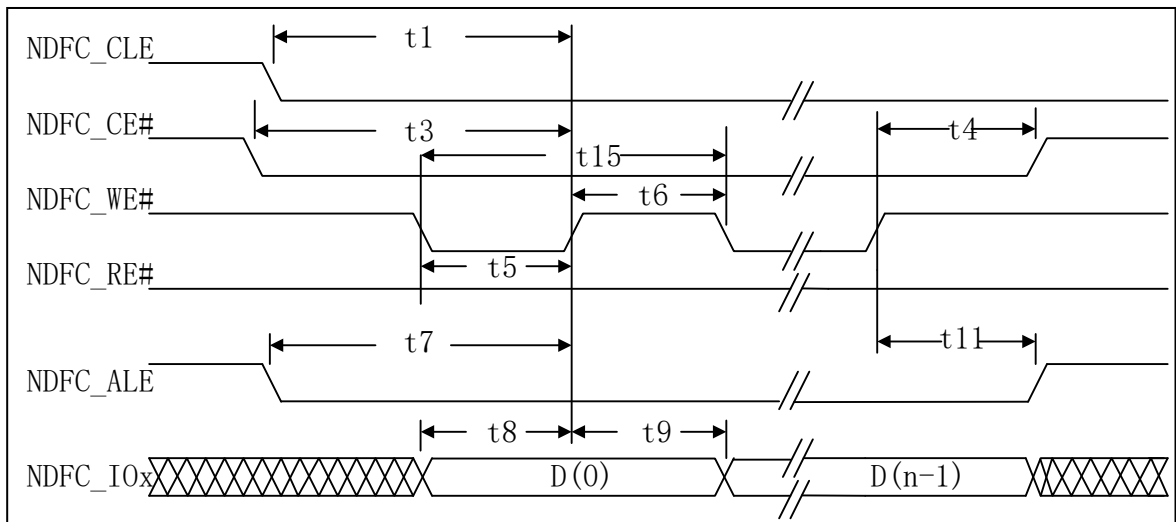 NDFC_CLE
t1
NDFC_CE#
t3
t4
t15
NDFC_WE#
t6
NDFC_RE#
t5
NDFC_ALE
t7
t11
NDFC_IOx
t8
t9
D(0)
D(n-1)